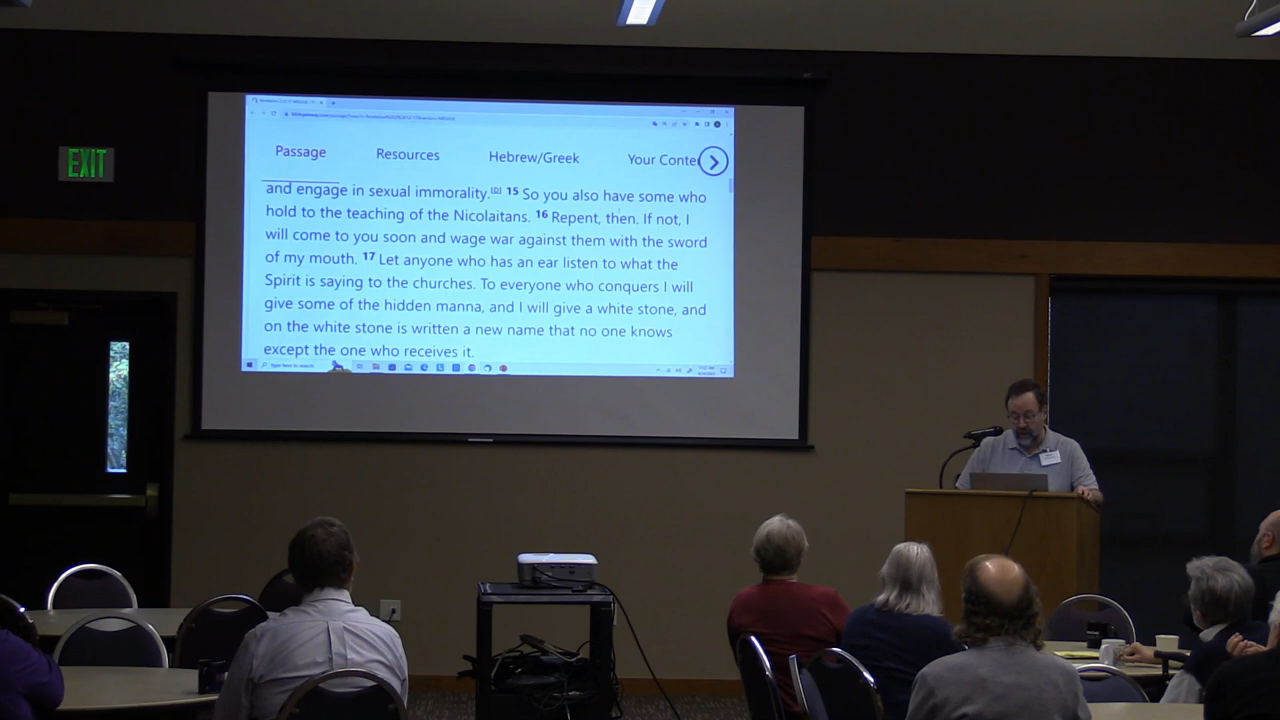 EXIT
Passage Resources Hebrew/Greek Your Conte
and engage in sexual immorality.[b] 15 So you also have some who
hold to the teaching of the Nicolaitans. 16 Repent, then. If not, I
will come to you soon and wage war against them with the sword
of my mouth. 17 Let anyone who has an ear listen to what the
Spirit is saying to the churches. To everyone who conquers I will
give some of the hidden manna, and I will give a white stone, and
on the white stone is written a new name that no one knows
except the one who receives it.
Type here to search